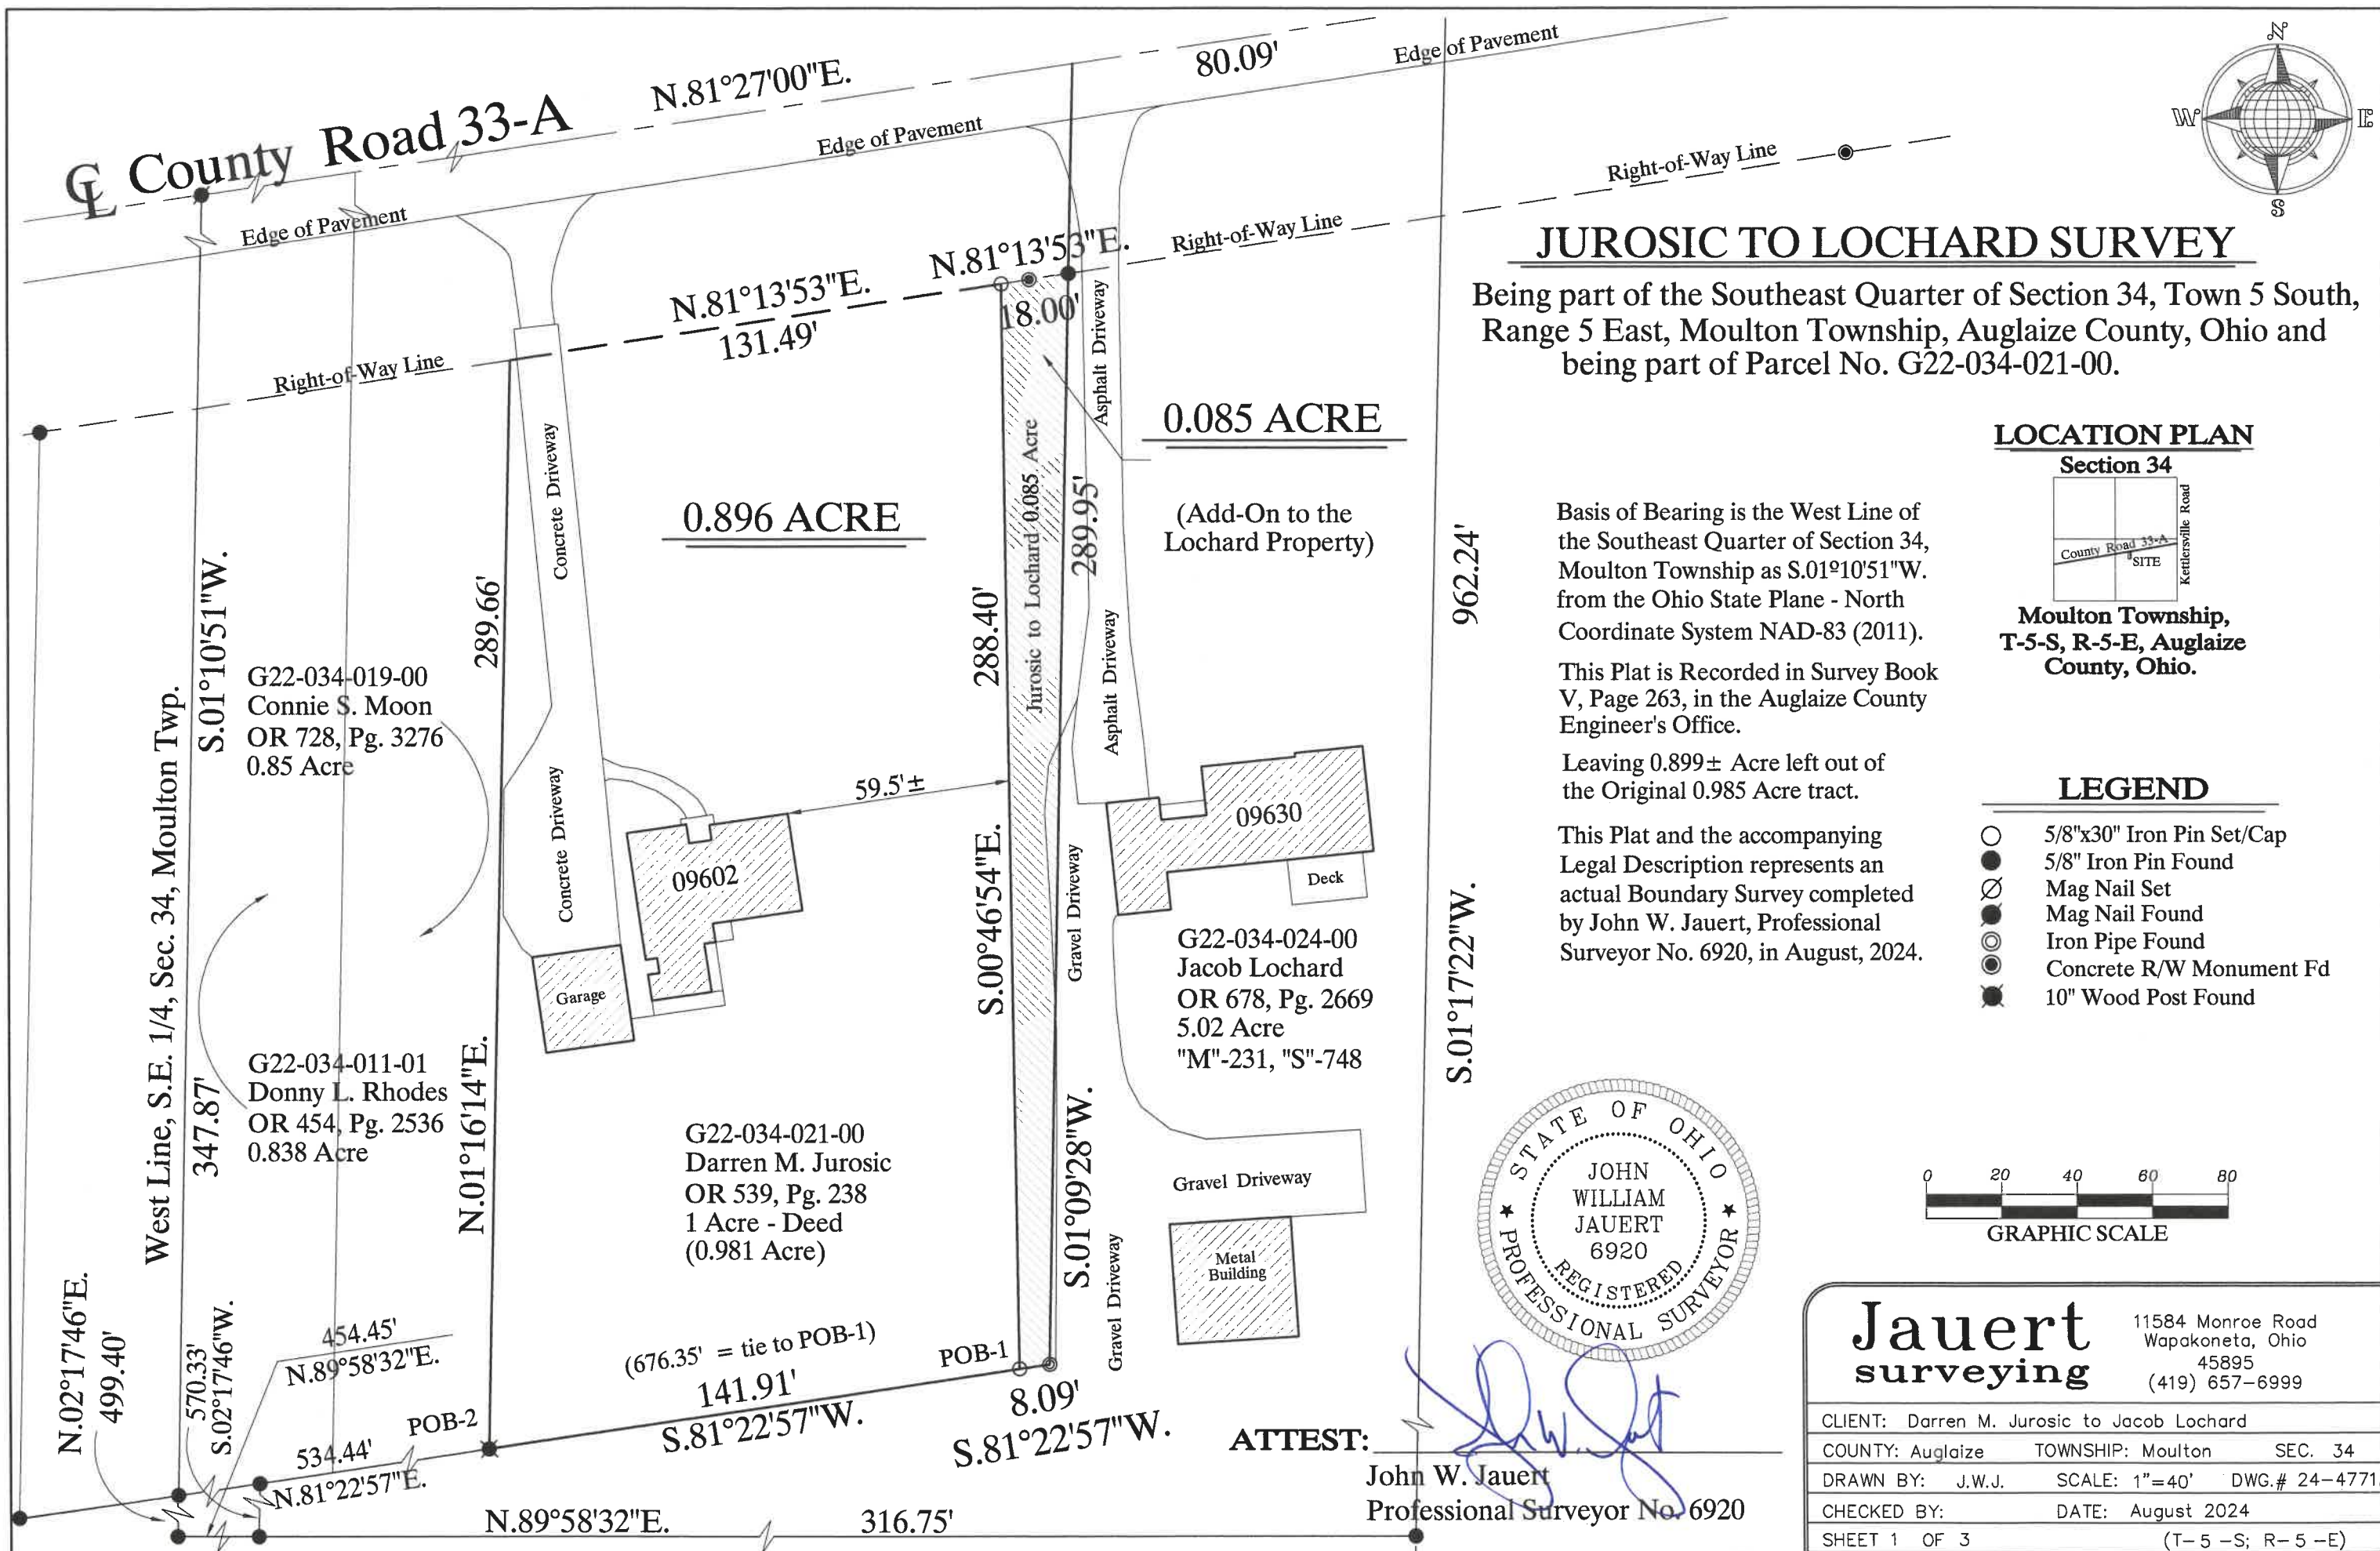 CL County Road 33-A
N.81°27'00"E.
80.09'
Edge of Pavement
Edge of Pavement
Edge of Pavement
Right-of-Way Line
Right-of-Way Line
Right-of-Way Line
N.81°13'53"E.
131.49'
N.81°13'53"E.
18.00'
N
W
E
S
JUROSIC TO LOCHARD SURVEY
Being part of the Southeast Quarter of Section 34, Town 5 South,
Range 5 East, Moulton Township, Auglaize County, Ohio and
being part of Parcel No. G22-034-021-00.
0.896 ACRE
0.085 ACRE
(Add-On to the
Lochard Property)
Jurosic to Lochard 0.085 Acre
Concrete Driveway
Concrete Driveway
Asphalt Driveway
Asphalt Driveway
Gravel Driveway
Gravel Driveway
Gravel Driveway
West Line, S.E. 1/4, Sec. 34, Moulton Twp.
S.01°10'51"W.
347.87'
289.66'
N.01°16'14"E.
288.40'
S.00°46'54"E.
289.95'
S.01°09'28"W.
962.24'
S.01°17'22"W.
G22-034-019-00
Connie S. Moon
OR 728, Pg. 3276
0.85 Acre
G22-034-011-01
Donny L. Rhodes
OR 454, Pg. 2536
0.838 Acre
59.5'±
09602
Garage
09630
Deck
G22-034-024-00
Jacob Lochard
OR 678, Pg. 2669
5.02 Acre
"M"-231, "S"-748
G22-034-021-00
Darren M. Jurosic
OR 539, Pg. 238
1 Acre - Deed
(0.981 Acre)
Metal
Building
N.02°17'46"E.
499.40'
570.33'
S.02°17'46"W.
454.45'
N.89°58'32"E.
534.44'
N.81°22'57"E.
POB-2
(676.35' = tie to POB-1)
141.91'
S.81°22'57"W.
POB-1
8.09'
S.81°22'57"W.
N.89°58'32"E.
316.75'
Basis of Bearing is the West Line of
the Southeast Quarter of Section 34,
Moulton Township as S.01º10'51"W.
from the Ohio State Plane - North
Coordinate System NAD-83 (2011).
This Plat is Recorded in Survey Book
V, Page 263, in the Auglaize County
Engineer's Office.
Leaving 0.899± Acre left out of
the Original 0.985 Acre tract.
This Plat and the accompanying
Legal Description represents an
actual Boundary Survey completed
by John W. Jauert, Professional
Surveyor No. 6920, in August, 2024.
LOCATION PLAN
Section 34
County Road 33-A
SITE
Kettlersville Road
Moulton Township,
T-5-S, R-5-E, Auglaize
County, Ohio.
LEGEND
5/8"x30" Iron Pin Set/Cap
5/8" Iron Pin Found
Mag Nail Set
Mag Nail Found
Iron Pipe Found
Concrete R/W Monument Fd
10" Wood Post Found
STATE OF OHIO
JOHN
WILLIAM
JAUERT
6920
REGISTERED
PROFESSIONAL SURVEYOR
0 20 40 60 80
GRAPHIC SCALE
ATTEST:
John W. Jauert
Professional Surveyor No. 6920
Jauert
surveying
11584 Monroe Road
Wapakoneta, Ohio
45895
(419) 657-6999
CLIENT: Darren M. Jurosic to Jacob Lochard
COUNTY: Auglaize TOWNSHIP: Moulton SEC. 34
DRAWN BY: J.W.J. SCALE: 1"=40' DWG.# 24-4771
CHECKED BY: DATE: August 2024
SHEET 1 OF 3 (T-5-S; R-5-E)